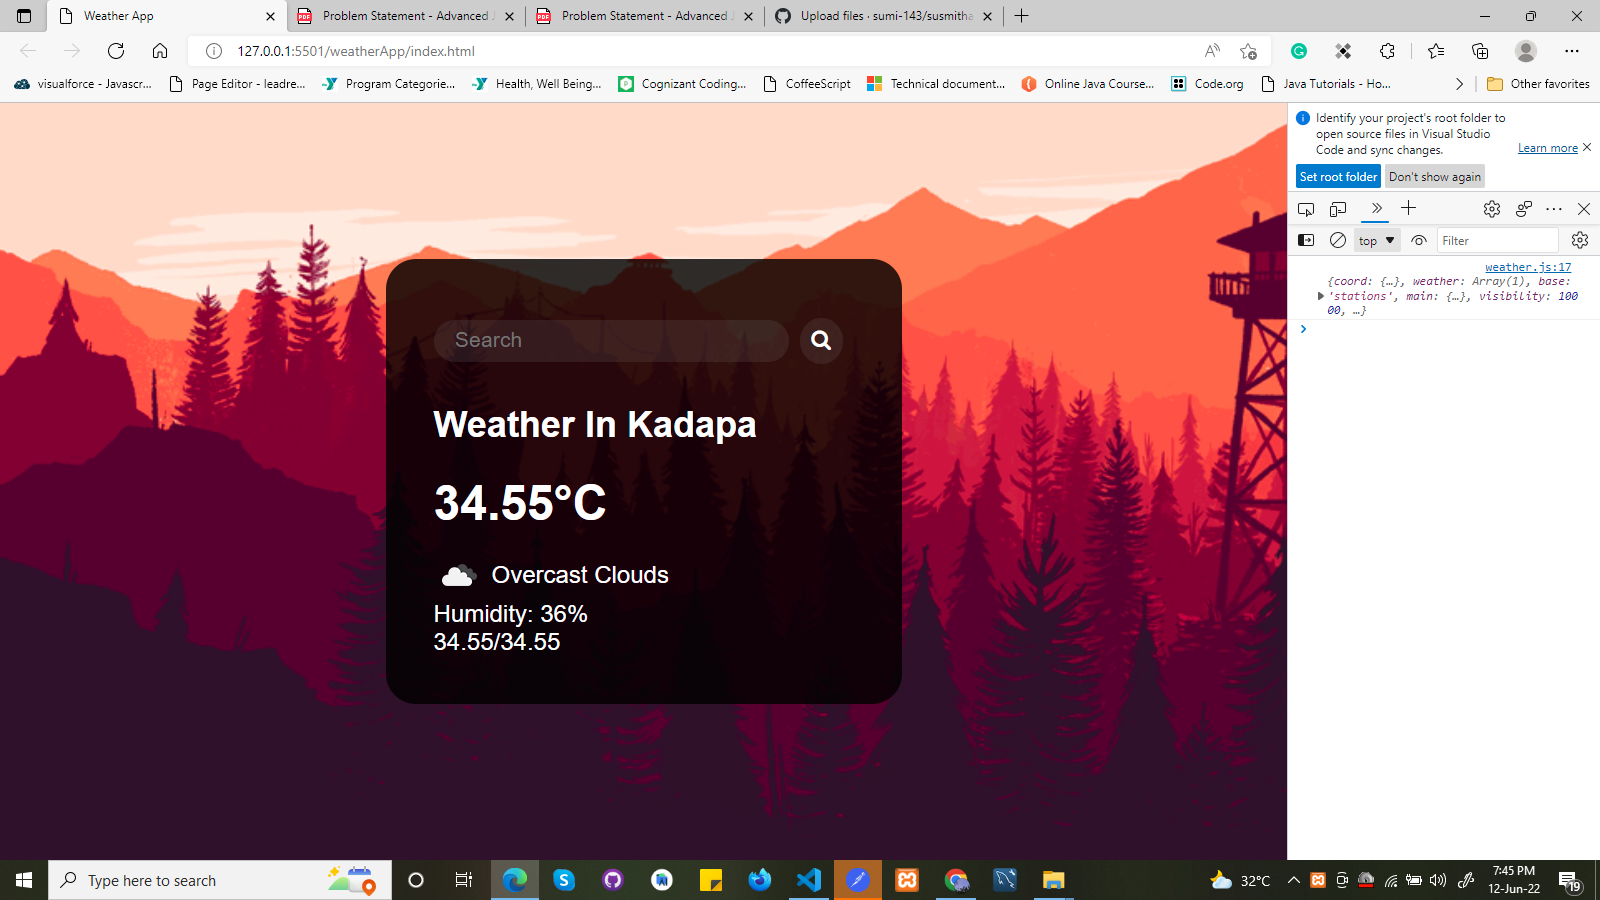 Weather App
Problem Statement - Advanced J
Problem Statement - Advanced J
Upload files · sumi-143/susmitha
127.0.0.1:5501/weatherApp/index.html
visualforce - Javascr...
Page Editor - leadre...
Program Categorie...
Health, Well Being...
Cognizant Coding...
CoffeeScript
Technical document...
Online Java Course...
Code.org
Java Tutorials - Ho...
Other favorites
Identify your project's root folder to
open source files in Visual Studio
Code and sync changes.
Learn more
Set root folder
Don't show again
top
Filter
weather.js:17
{coord: {…}, weather: Array(1), base:
'stations', main: {…}, visibility: 100
00, …}
Search
Weather In Kadapa
34.55°C
Overcast Clouds
Humidity: 36%
34.55/34.55
Type here to search
32°C
7:45 PM
12-Jun-22
19